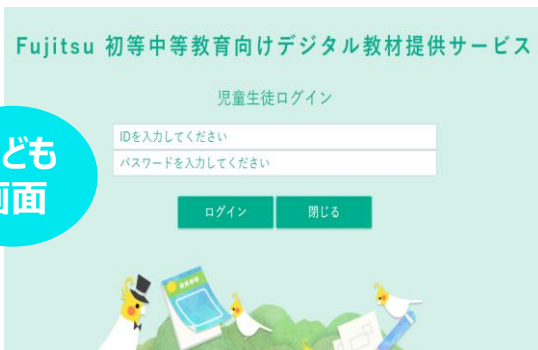 Fujitsu 初等中等教育向けデジタル教材提供サービス
児童生徒ログイン
IDを入力してください
パスワードを入力してください
ども
画面
ログイン
閉じる